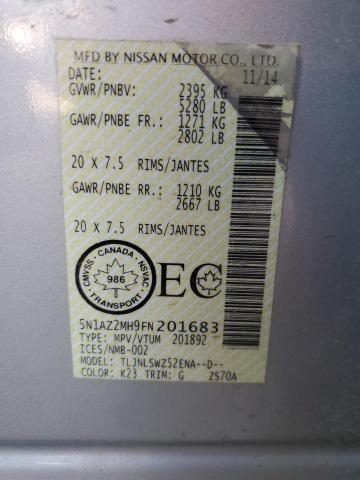 MFD BY NISSAN MOTOR CO., LTD.
DATE: 11/14
GVWR/PNBV: 2395 KG
5280 LB
GAWR/PNBE FR.: 1271 KG
2802 LB
20 X 7.5 RIMS/JANTES
GAWR/PNBE RR.: 1210 KG
2667 LB
20 X 7.5 RIMS/JANTES
CANADA
CMVSS NSVAC
986
TRANSPORT
EC
5N1AZ2MH9FN201683
TYPE: MPV/VTUM 201892
ICES/NMB-002
MODEL: TLJNLSWZ52ENA--D--
COLOR: K23 TRIM: G ZS70A